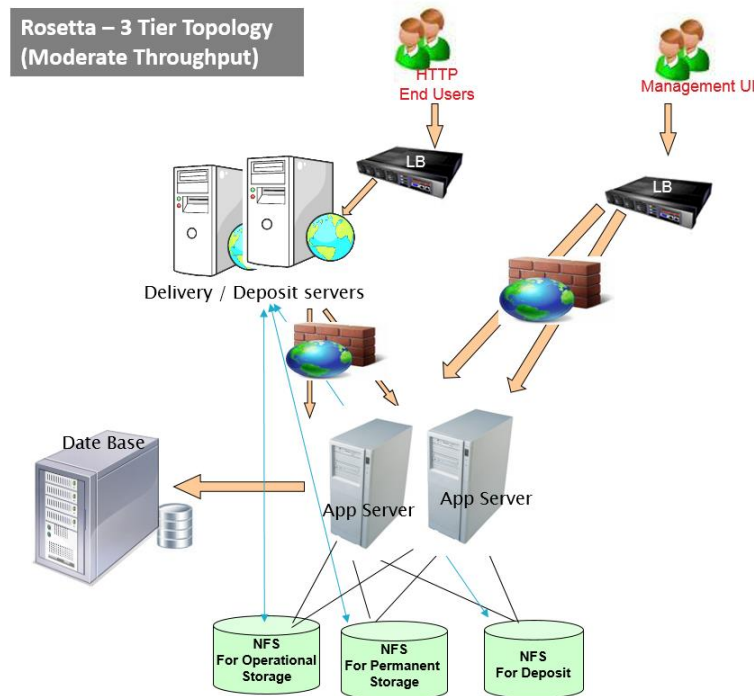 Rosetta – 3 Tier Topology
(Moderate Throughput)
HTTP
End Users
Management UI
LB
LB
Delivery / Deposit servers
Date Base
App Server
App Server
NFS
For Operational
Storage
NFS
For Permanent
Storage
NFS
For Deposit